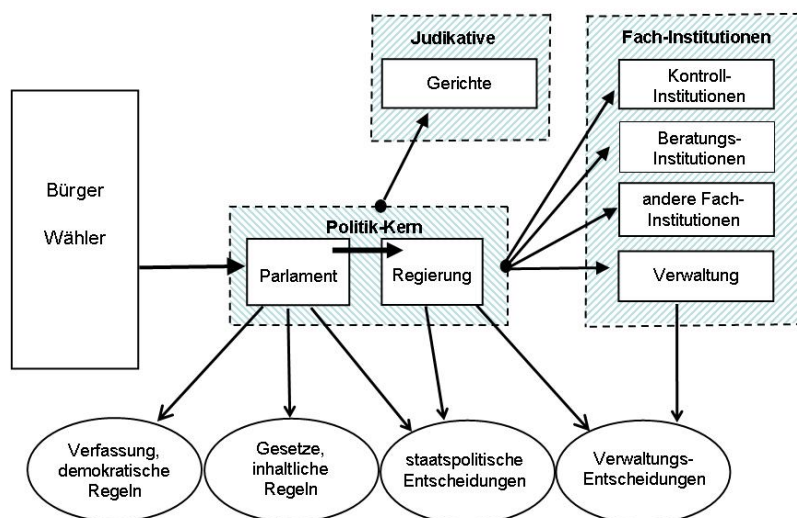 Judikative
Gerichte
Fach-Institutionen
Kontroll-
Institutionen
Beratungs-
Institutionen
andere Fach-
Institutionen
Verwaltung
Bürger
Wähler
Politik-Kern
Parlament
Regierung
Verfassung,
demokratische
Regeln
Gesetze,
inhaltliche
Regeln
staatspolitische
Entscheidungen
Verwaltungs-
Entscheidungen